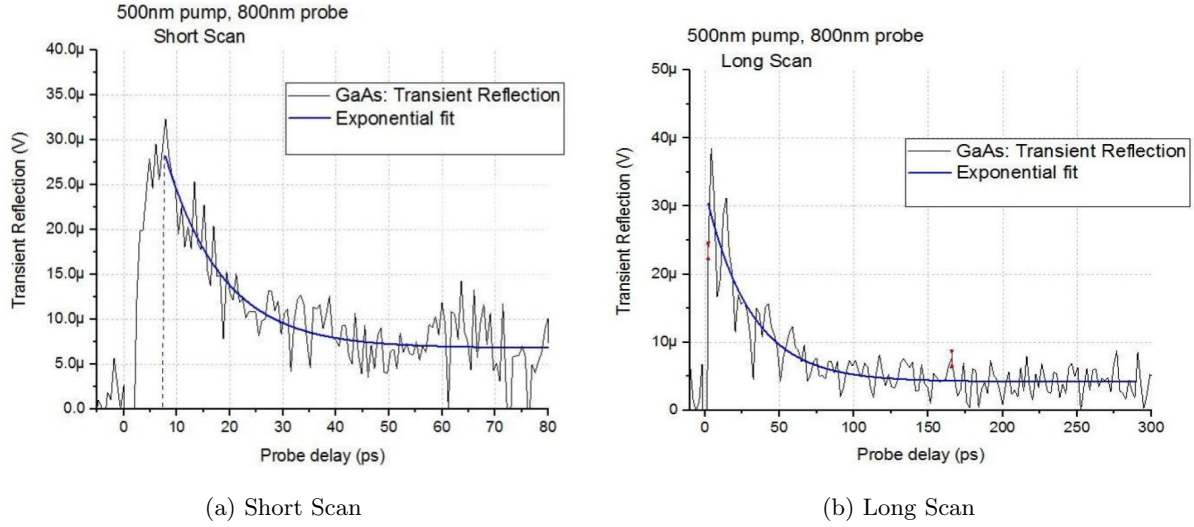 500nm pump, 800nm probe
Short Scan
40.0µ
35.0µ
30.0µ
25.0µ
20.0µ
15.0µ
10.0µ
5.0µ
0.0
Transient Reflection (V)
GaAs: Transient Reflection
Exponential fit
0 10 20 30 40 50 60 70 80
Probe delay (ps)
(a) Short Scan
500nm pump, 800nm probe
Long Scan
50µ
40µ
30µ
20µ
10µ
0
Transient Reflection (V)
GaAs: Transient Reflection
Exponential fit
0 50 100 150 200 250 300
Probe delay (ps)
(b) Long Scan